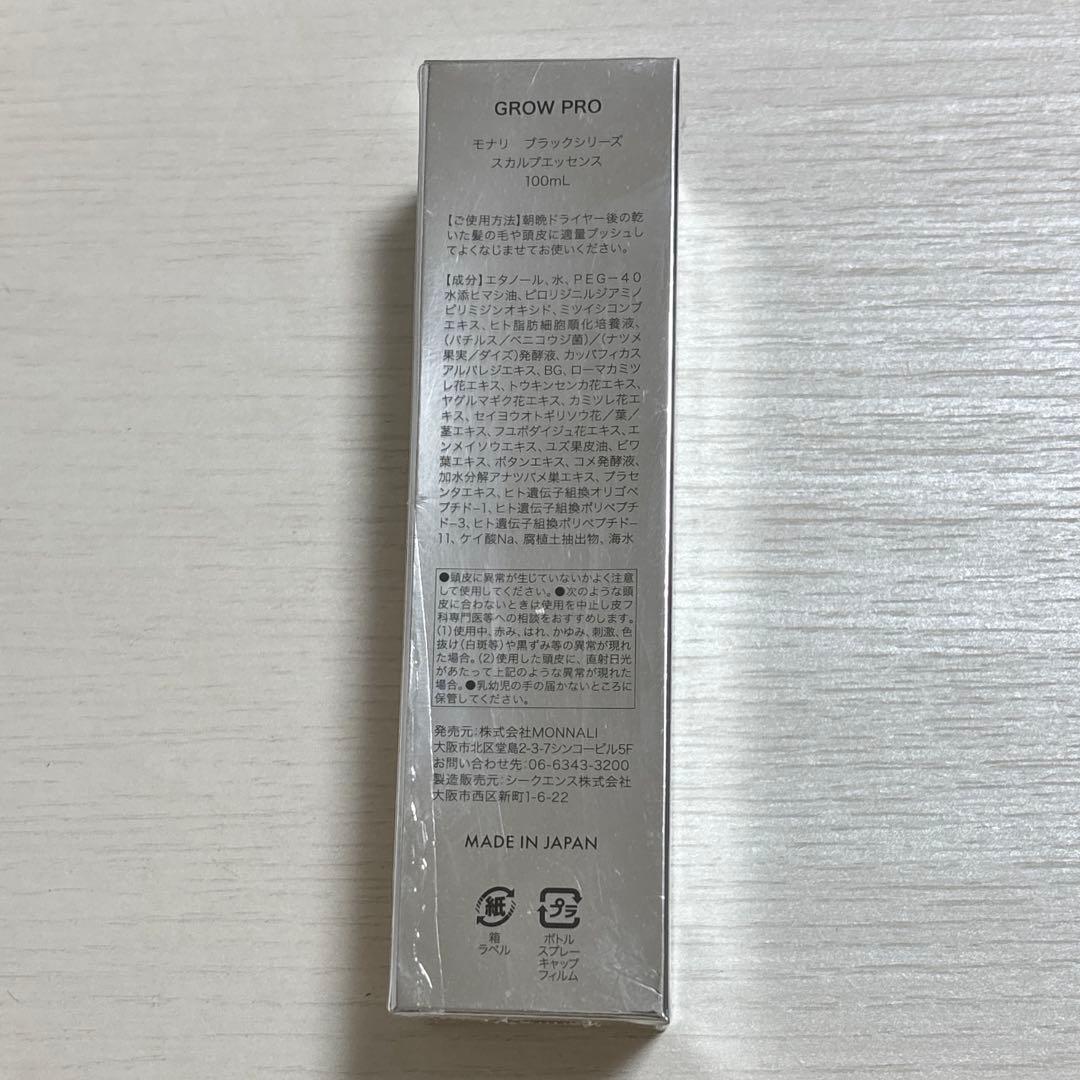 GROW PRO
モナリ　ブラックシリーズ
スカルプエッセンス
100mL
【ご使用方法】朝晩ドライヤー後の乾
いた髪の毛や頭皮に適量プッシュし
てよくなじませてお使いください。
【成分】エタノール、水、PEG-40
水添ヒマシ油、ピロリジニルジアミノ
ピリミジンオキシド、ミツイシコンブ
エキス、ヒト脂肪細胞順化培養液、
(バチルス/ベニコウジ菌)/(ナツメ
果実/ダイズ)発酵液、カッパフィカス
アルバレジエキス、BG、ローマカミツ
レ花エキス、トウキンセンカ花エキス、
ヤグルマギク花エキス、カミツレ花エ
キス、セイヨウオトギリソウ花/葉/
茎エキス、フユボダイジュ花エキス、エ
ンメイソウエキス、ユズ果皮油、ビワ
葉エキス、ボタンエキス、コメ発酵液、
加水分解アナツバメ巣エキス、プラセ
ンタエキス、ヒト遺伝子組換オリゴペ
プチド-1、ヒト遺伝子組換ポリペプチ
ド-3、ヒト遺伝子組換ポリペプチド-
11、ケイ酸Na、腐植土抽出物、海水
●頭皮に異常が生じていないかよく注意
して使用してください。●次のような頭
皮に合わないときは使用を中止し皮フ
科専門医等への相談をおすすめします。
(1)使用中、赤み、はれ、かゆみ、刺激、色
抜け(白斑等)や黒ずみ等の異常が現れ
た場合。(2)使用した頭皮に、直射日光
があたって上記のような異常が現れた
場合。●乳幼児の手の届かないところに
保管してください。
発売元:株式会社MONNALI
大阪市北区堂島2-3-7シンコービル5F
お問い合わせ先:06-6343-3200
製造販売元:シークエンス株式会社
大阪市西区新町1-6-22
MADE IN JAPAN
紙 プラ
箱
ラベル
ボトル
スプレー
キャップ
フィルム